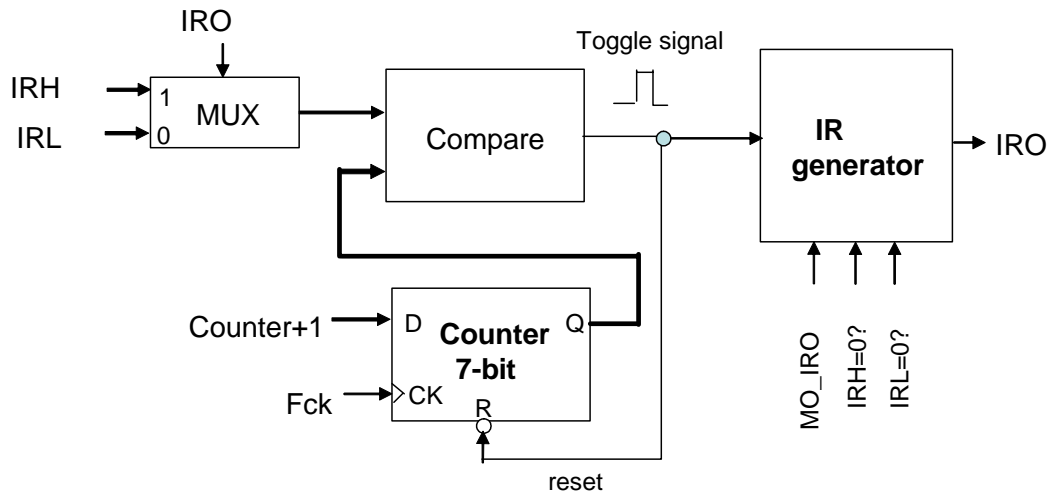 IRO
IRH
IRL
1
0
MUX
Compare
Toggle signal
IR
generator
IRO
Counter+1
Fck
D
Q
Counter
7-bit
CK
R
reset
MO_IRO
IRH=0?
IRL=0?